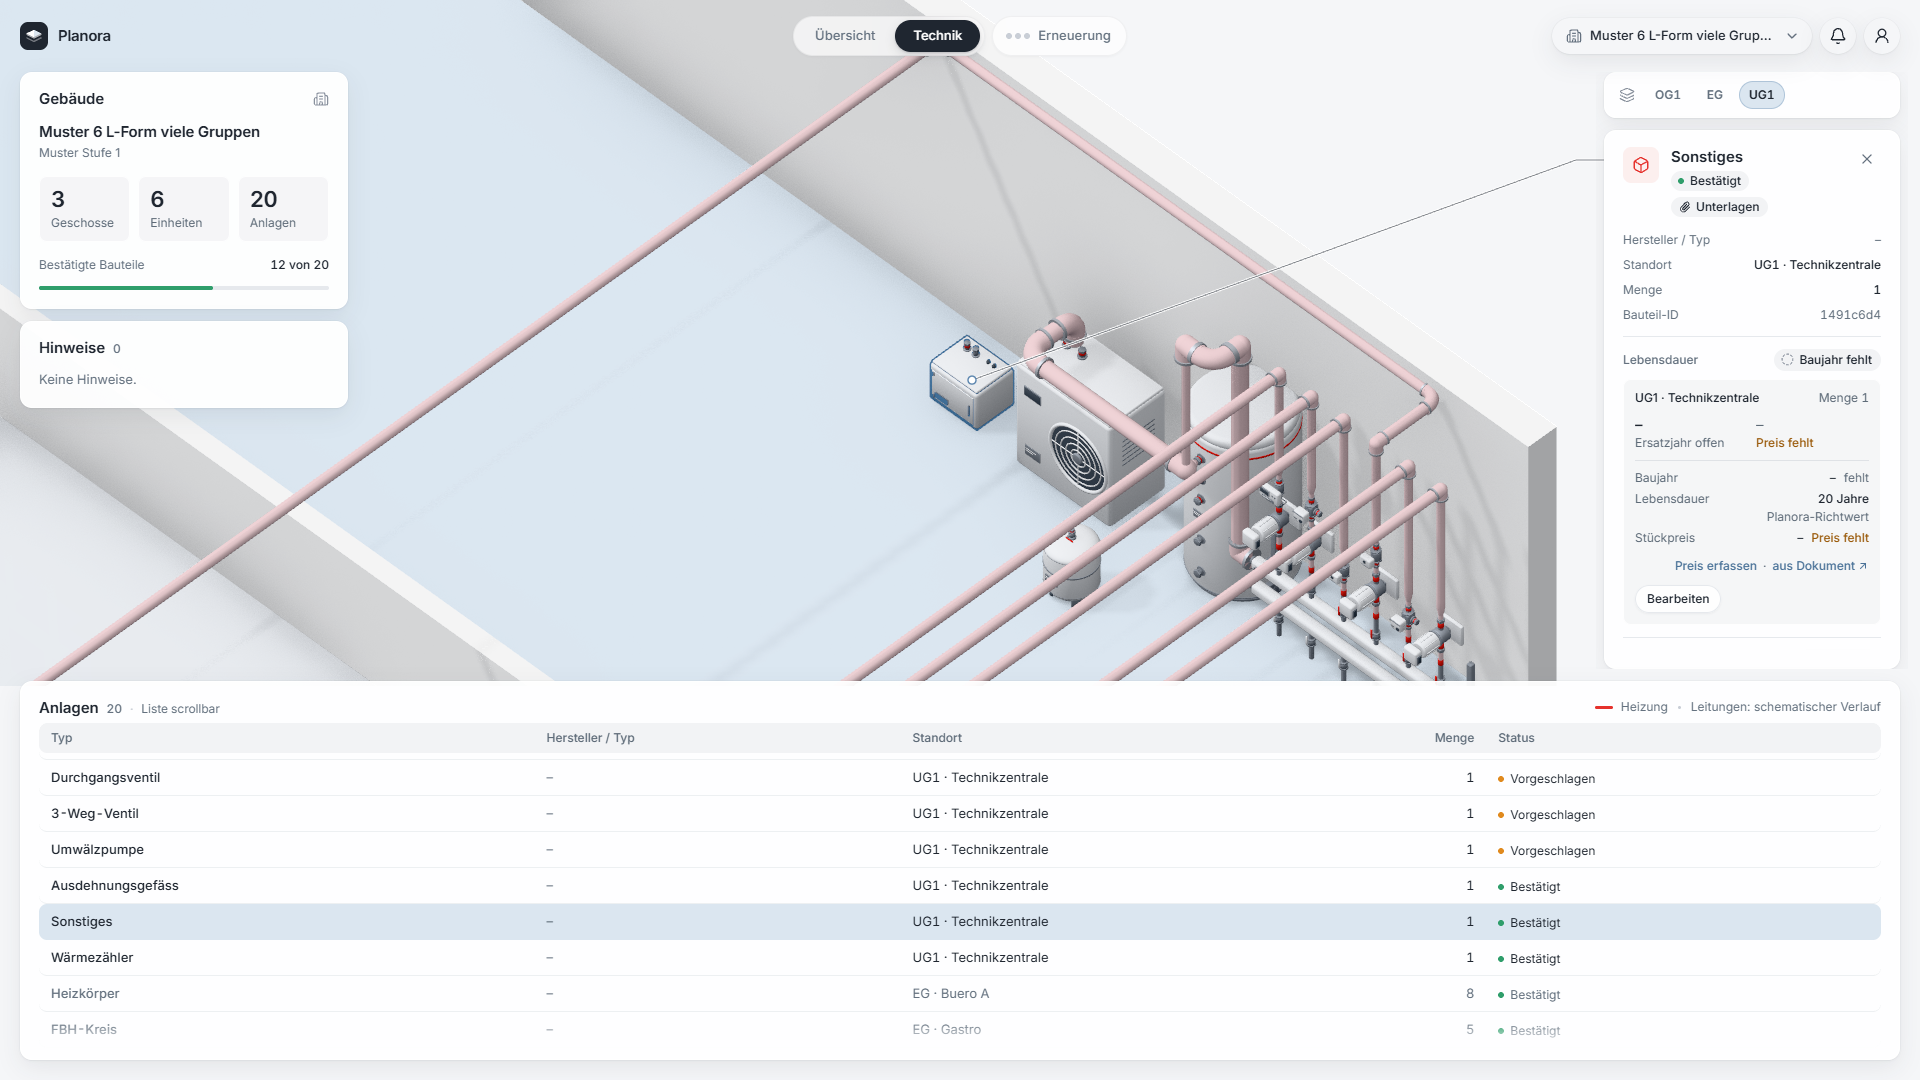 Planora
Übersicht
Technik
Erneuerung
Muster 6 L-Form viele Grup...
Gebäude
Muster 6 L-Form viele Gruppen
Muster Stufe 1
3
Geschosse
6
Einheiten
20
Anlagen
Bestätigte Bauteile 12 von 20
Hinweise 0
Keine Hinweise.
OG1 EG UG1
Sonstiges
Bestätigt
Unterlagen
Hersteller / Typ –
Standort UG1 · Technikzentrale
Menge 1
Bauteil-ID 1491c6d4
Lebensdauer Baujahr fehlt
UG1 · Technikzentrale Menge 1
– –
Ersatzjahr offen Preis fehlt
Baujahr – fehlt
Lebensdauer 20 Jahre
Planora-Richtwert
Stückpreis – Preis fehlt
Preis erfassen · aus Dokument ↗
Bearbeiten
Anlagen 20 · Liste scrollbar
Heizung • Leitungen: schematischer Verlauf
Typ Hersteller / Typ Standort Menge Status
Durchgangsventil – UG1 · Technikzentrale 1 Vorgeschlagen
3-Weg-Ventil – UG1 · Technikzentrale 1 Vorgeschlagen
Umwälzpumpe – UG1 · Technikzentrale 1 Vorgeschlagen
Ausdehnungsgefäss – UG1 · Technikzentrale 1 Bestätigt
Sonstiges – UG1 · Technikzentrale 1 Bestätigt
Wärmezähler – UG1 · Technikzentrale 1 Bestätigt
Heizkörper – EG · Buero A 8 Bestätigt
FBH-Kreis – EG · Gastro 5 Bestätigt